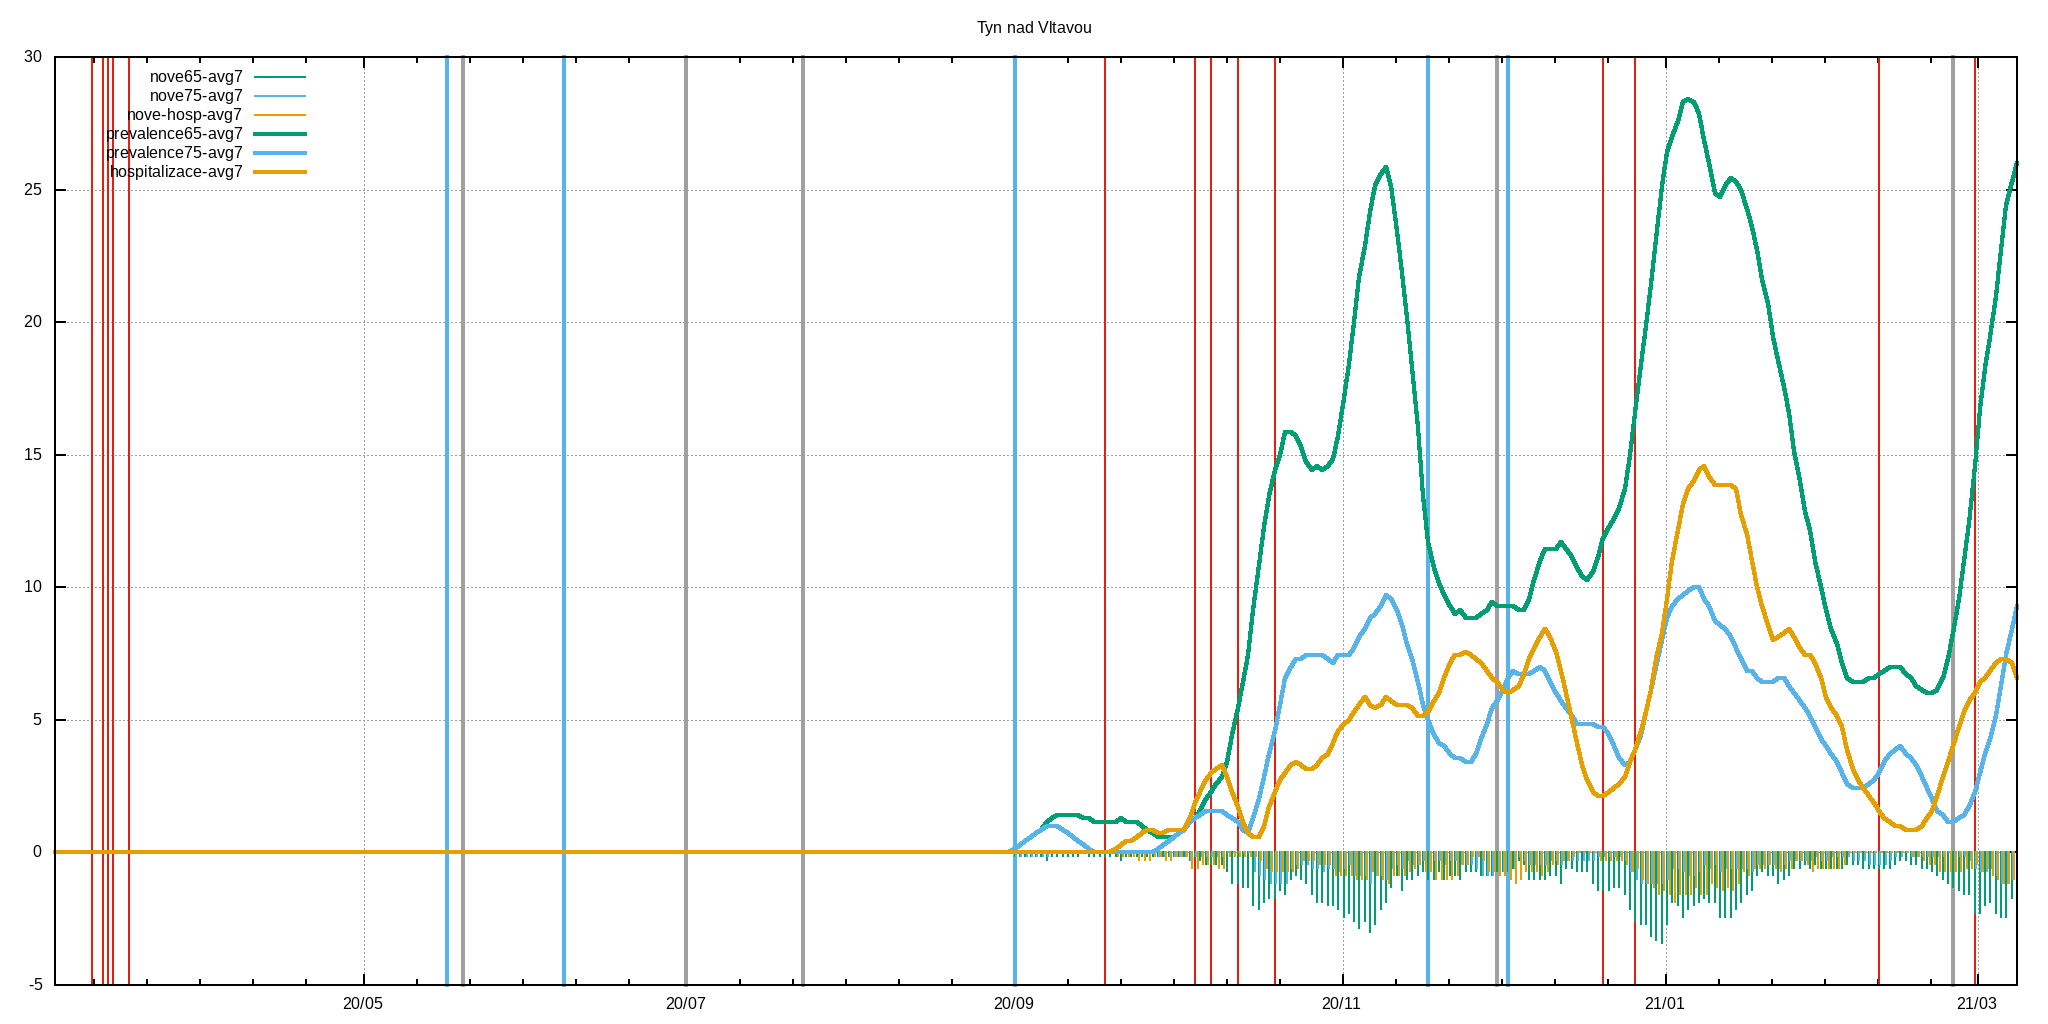 Tyn nad Vltavou
30
25
20
15
10
5
0
-5
nove65-avg7
nove75-avg7
nove-hosp-avg7
prevalence65-avg7
prevalence75-avg7
hospitalizace-avg7
20/05 20/07 20/09 20/11 21/01 21/03